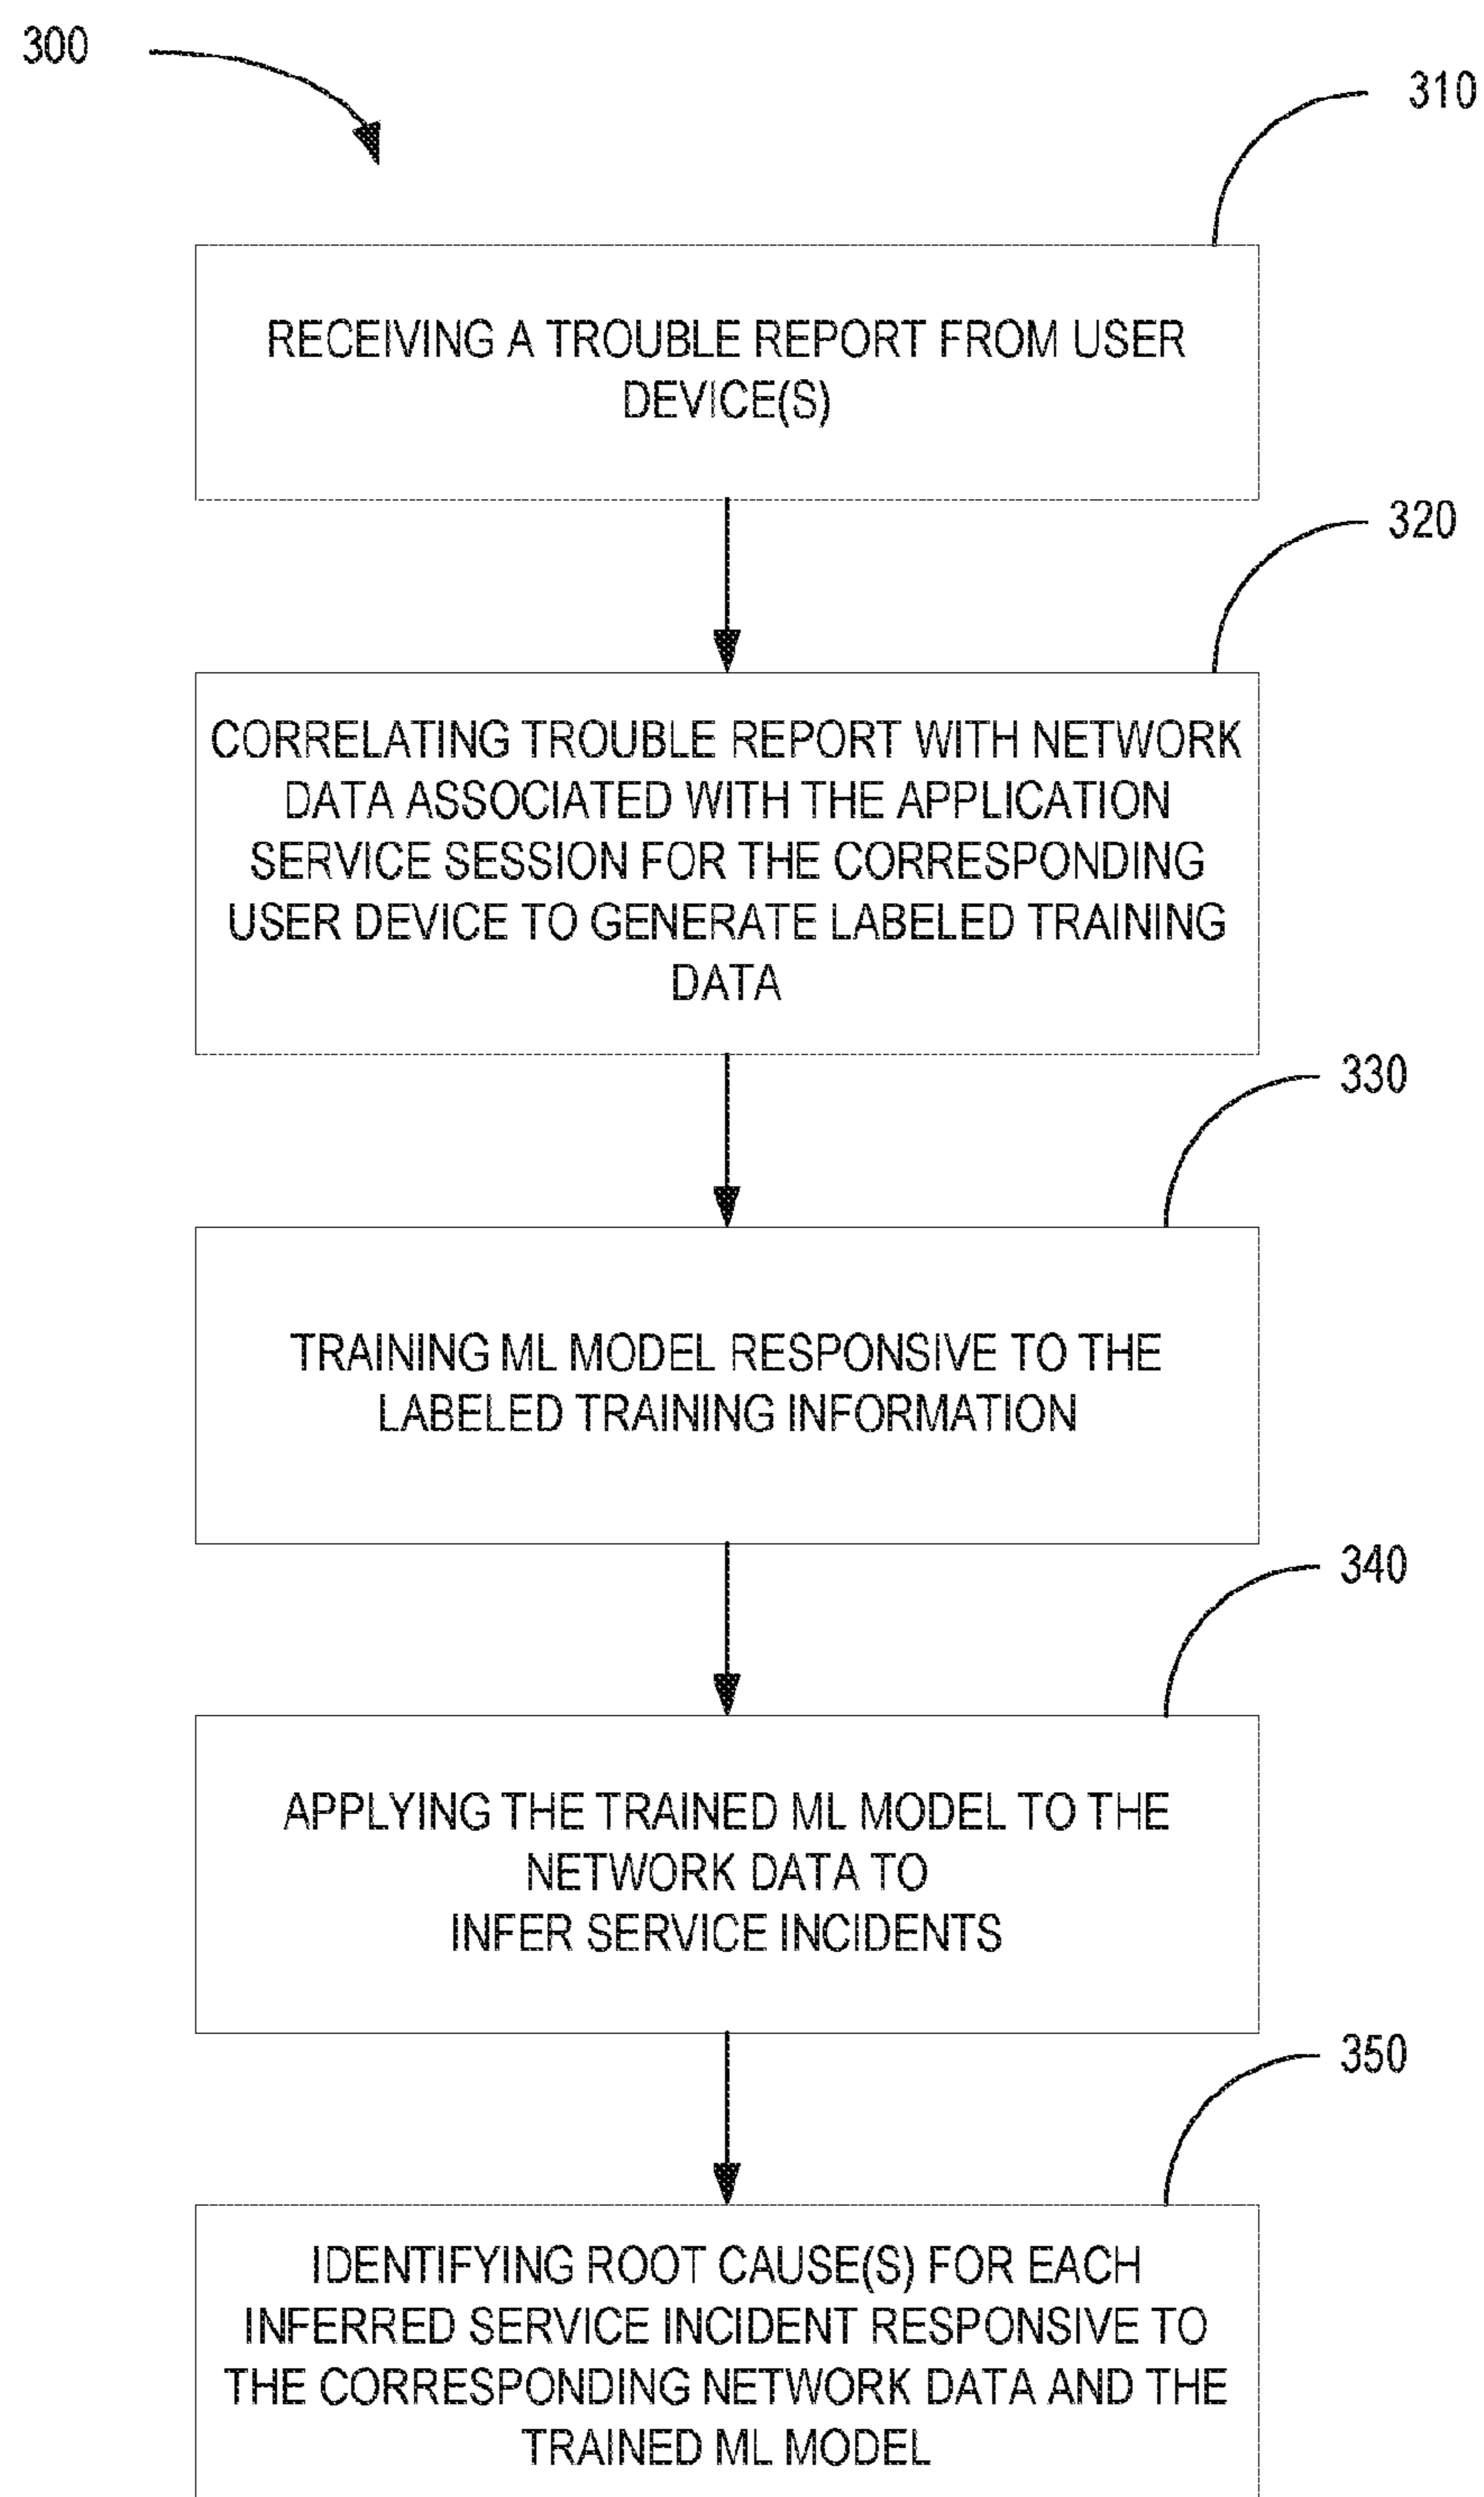 300
310
RECEIVING A TROUBLE REPORT FROM USER
DEVICE(S)
320
CORRELATING TROUBLE REPORT WITH NETWORK
DATA ASSOCIATED WITH THE APPLICATION
SERVICE SESSION FOR THE CORRESPONDING
USER DEVICE TO GENERATE LABELED TRAINING
DATA
330
TRAINING ML MODEL RESPONSIVE TO THE
LABELED TRAINING INFORMATION
340
APPLYING THE TRAINED ML MODEL TO THE
NETWORK DATA TO
INFER SERVICE INCIDENTS
350
IDENTIFYING ROOT CAUSE(S) FOR EACH
INFERRED SERVICE INCIDENT RESPONSIVE TO
THE CORRESPONDING NETWORK DATA AND THE
TRAINED ML MODEL